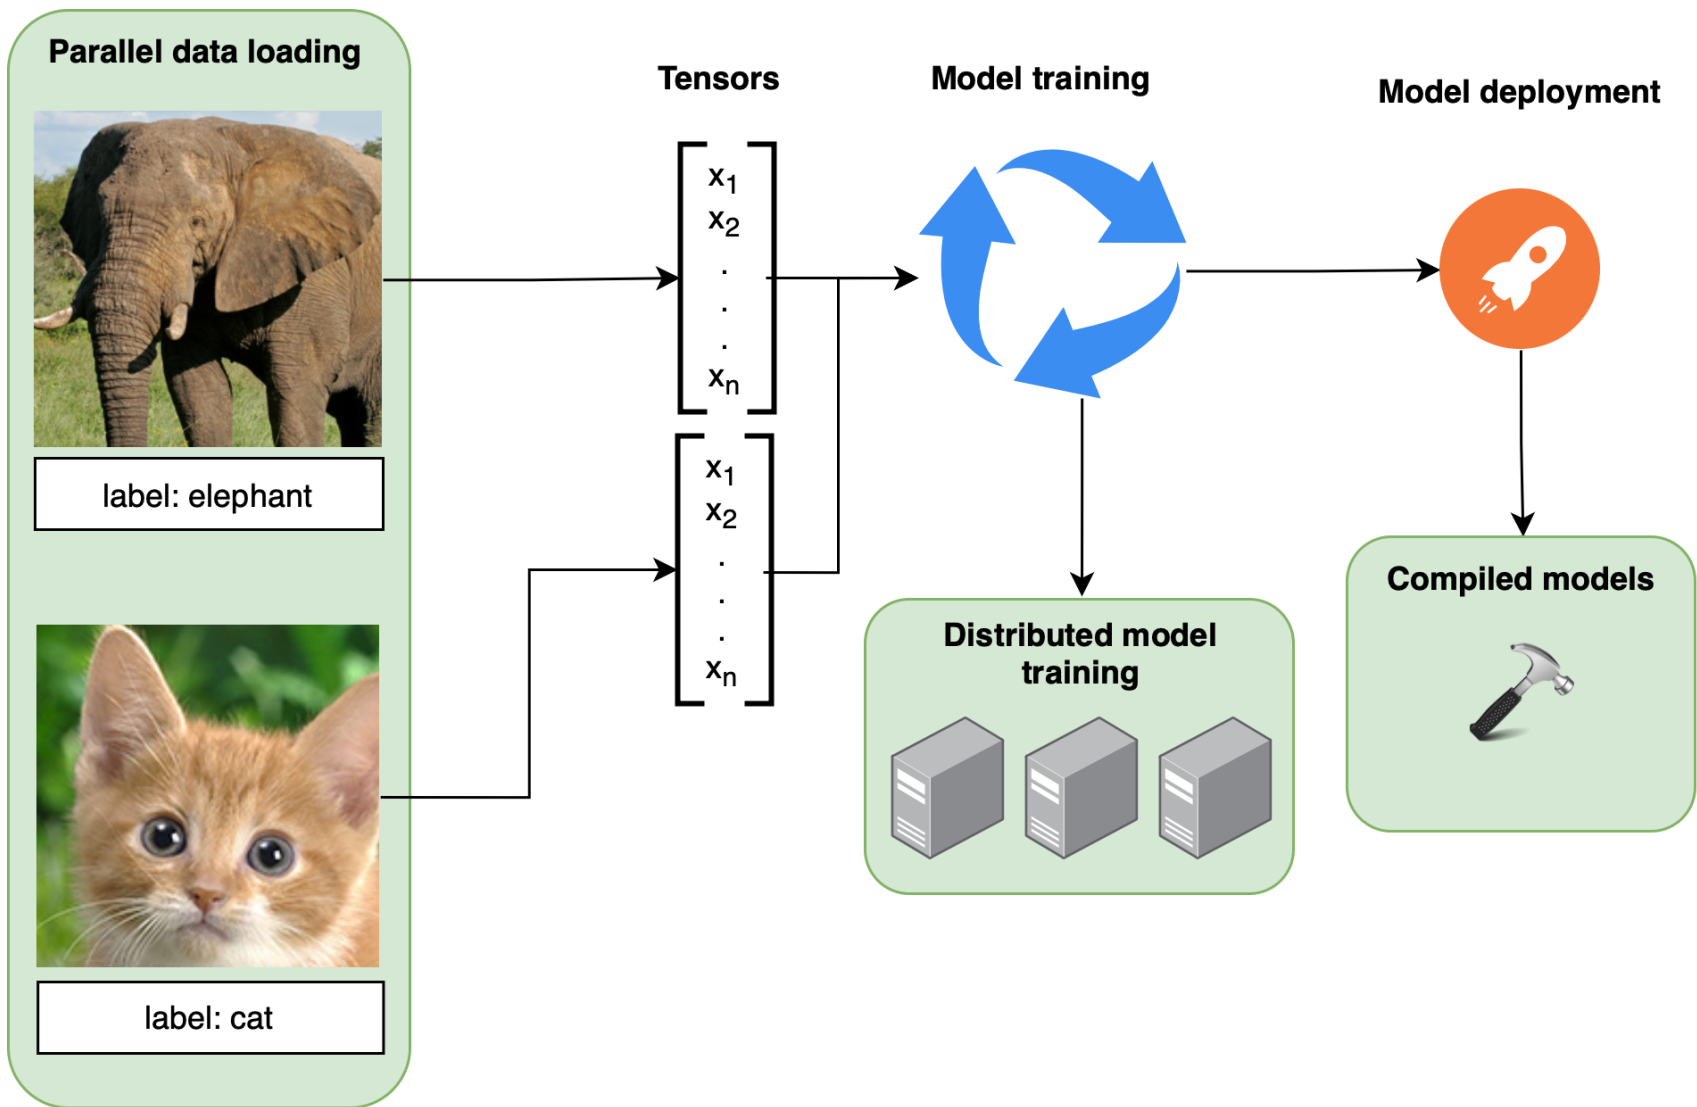 Parallel data loading
label: elephant
label: cat
Tensors
x1
x2
.
.
.
xn
x1
x2
.
.
.
xn
Model training
Distributed model
training
Model deployment
Compiled models